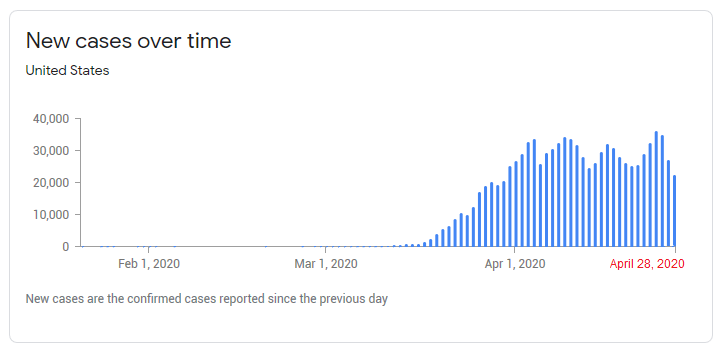 New cases over time
United States
40,000
30,000
20,000
10,000
0
Feb 1, 2020 Mar 1, 2020 Apr 1, 2020 April 28, 2020
New cases are the confirmed cases reported since the previous day